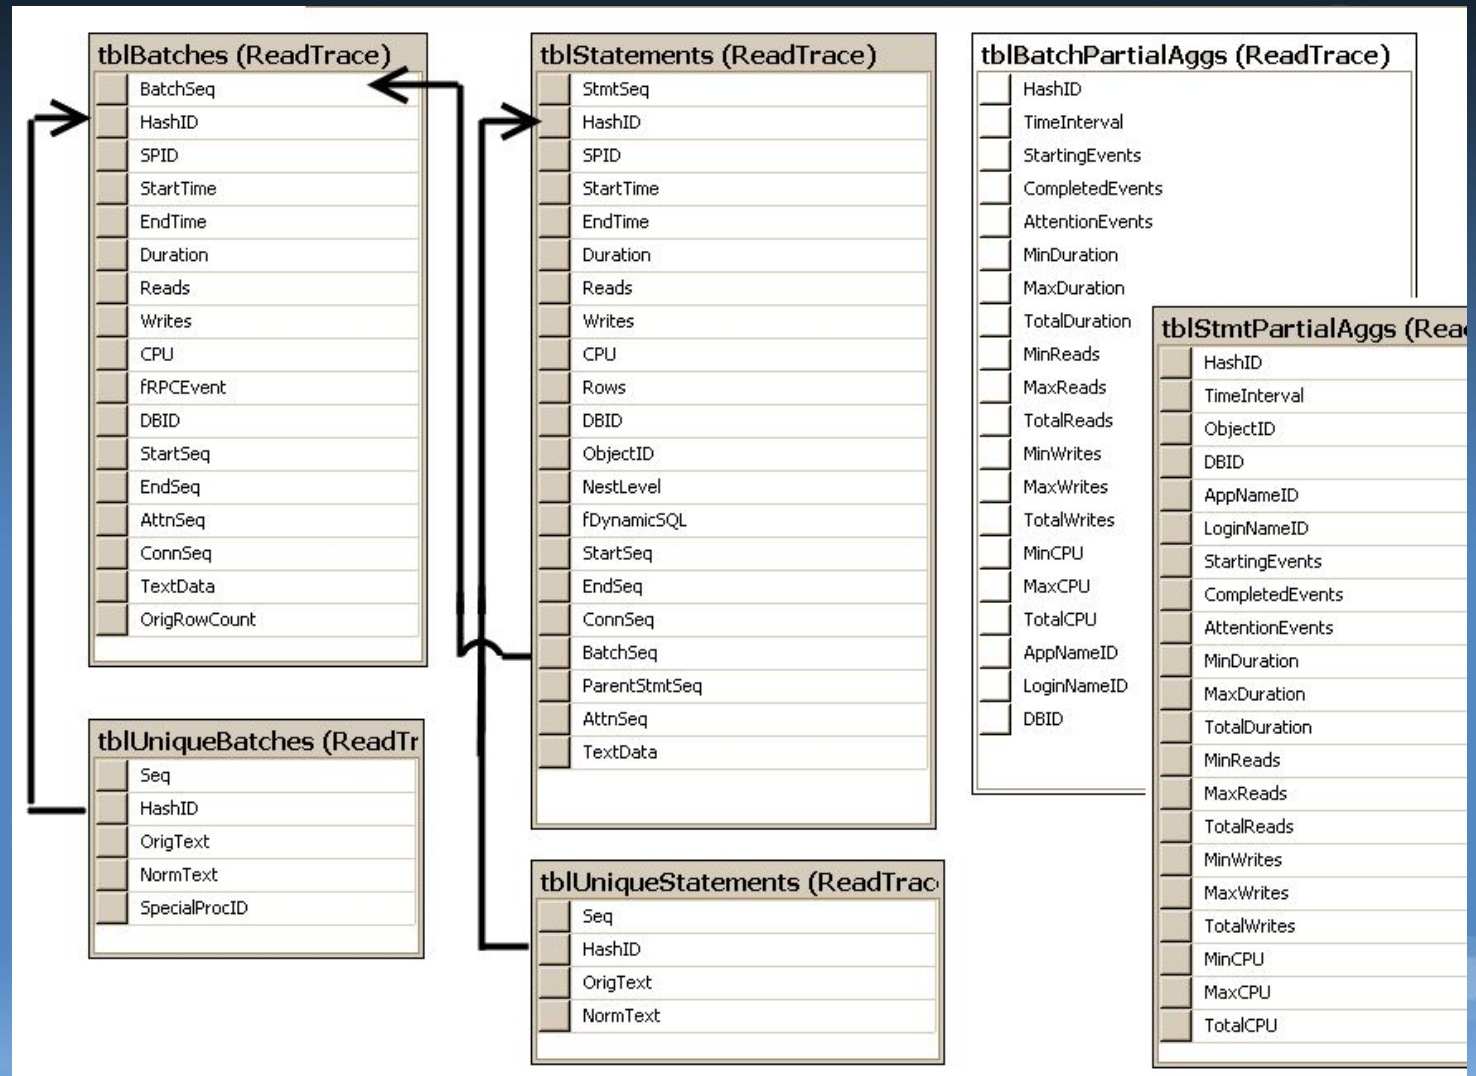 tblBatches (ReadTrace)
BatchSeq
HashID
SPID
StartTime
EndTime
Duration
Reads
Writes
CPU
fRPCEvent
DBID
StartSeq
EndSeq
AttnSeq
ConnSeq
TextData
OrigRowCount
tblUniqueBatches (ReadTr
Seq
HashID
OrigText
NormText
SpecialProcID
tblStatements (ReadTrace)
StmtSeq
HashID
SPID
StartTime
EndTime
Duration
Reads
Writes
CPU
Rows
DBID
ObjectID
NestLevel
fDynamicSQL
StartSeq
EndSeq
ConnSeq
BatchSeq
ParentStmtSeq
AttnSeq
TextData
tblUniqueStatements (ReadTrac
Seq
HashID
OrigText
NormText
tblBatchPartialAggs (ReadTrace)
HashID
TimeInterval
StartingEvents
CompletedEvents
AttentionEvents
MinDuration
MaxDuration
TotalDuration
MinReads
MaxReads
TotalReads
MinWrites
MaxWrites
TotalWrites
MinCPU
MaxCPU
TotalCPU
AppNameID
LoginNameID
DBID
tblStmtPartialAggs (Rea
HashID
TimeInterval
ObjectID
DBID
AppNameID
LoginNameID
StartingEvents
CompletedEvents
AttentionEvents
MinDuration
MaxDuration
TotalDuration
MinReads
MaxReads
TotalReads
MinWrites
MaxWrites
TotalWrites
MinCPU
MaxCPU
TotalCPU